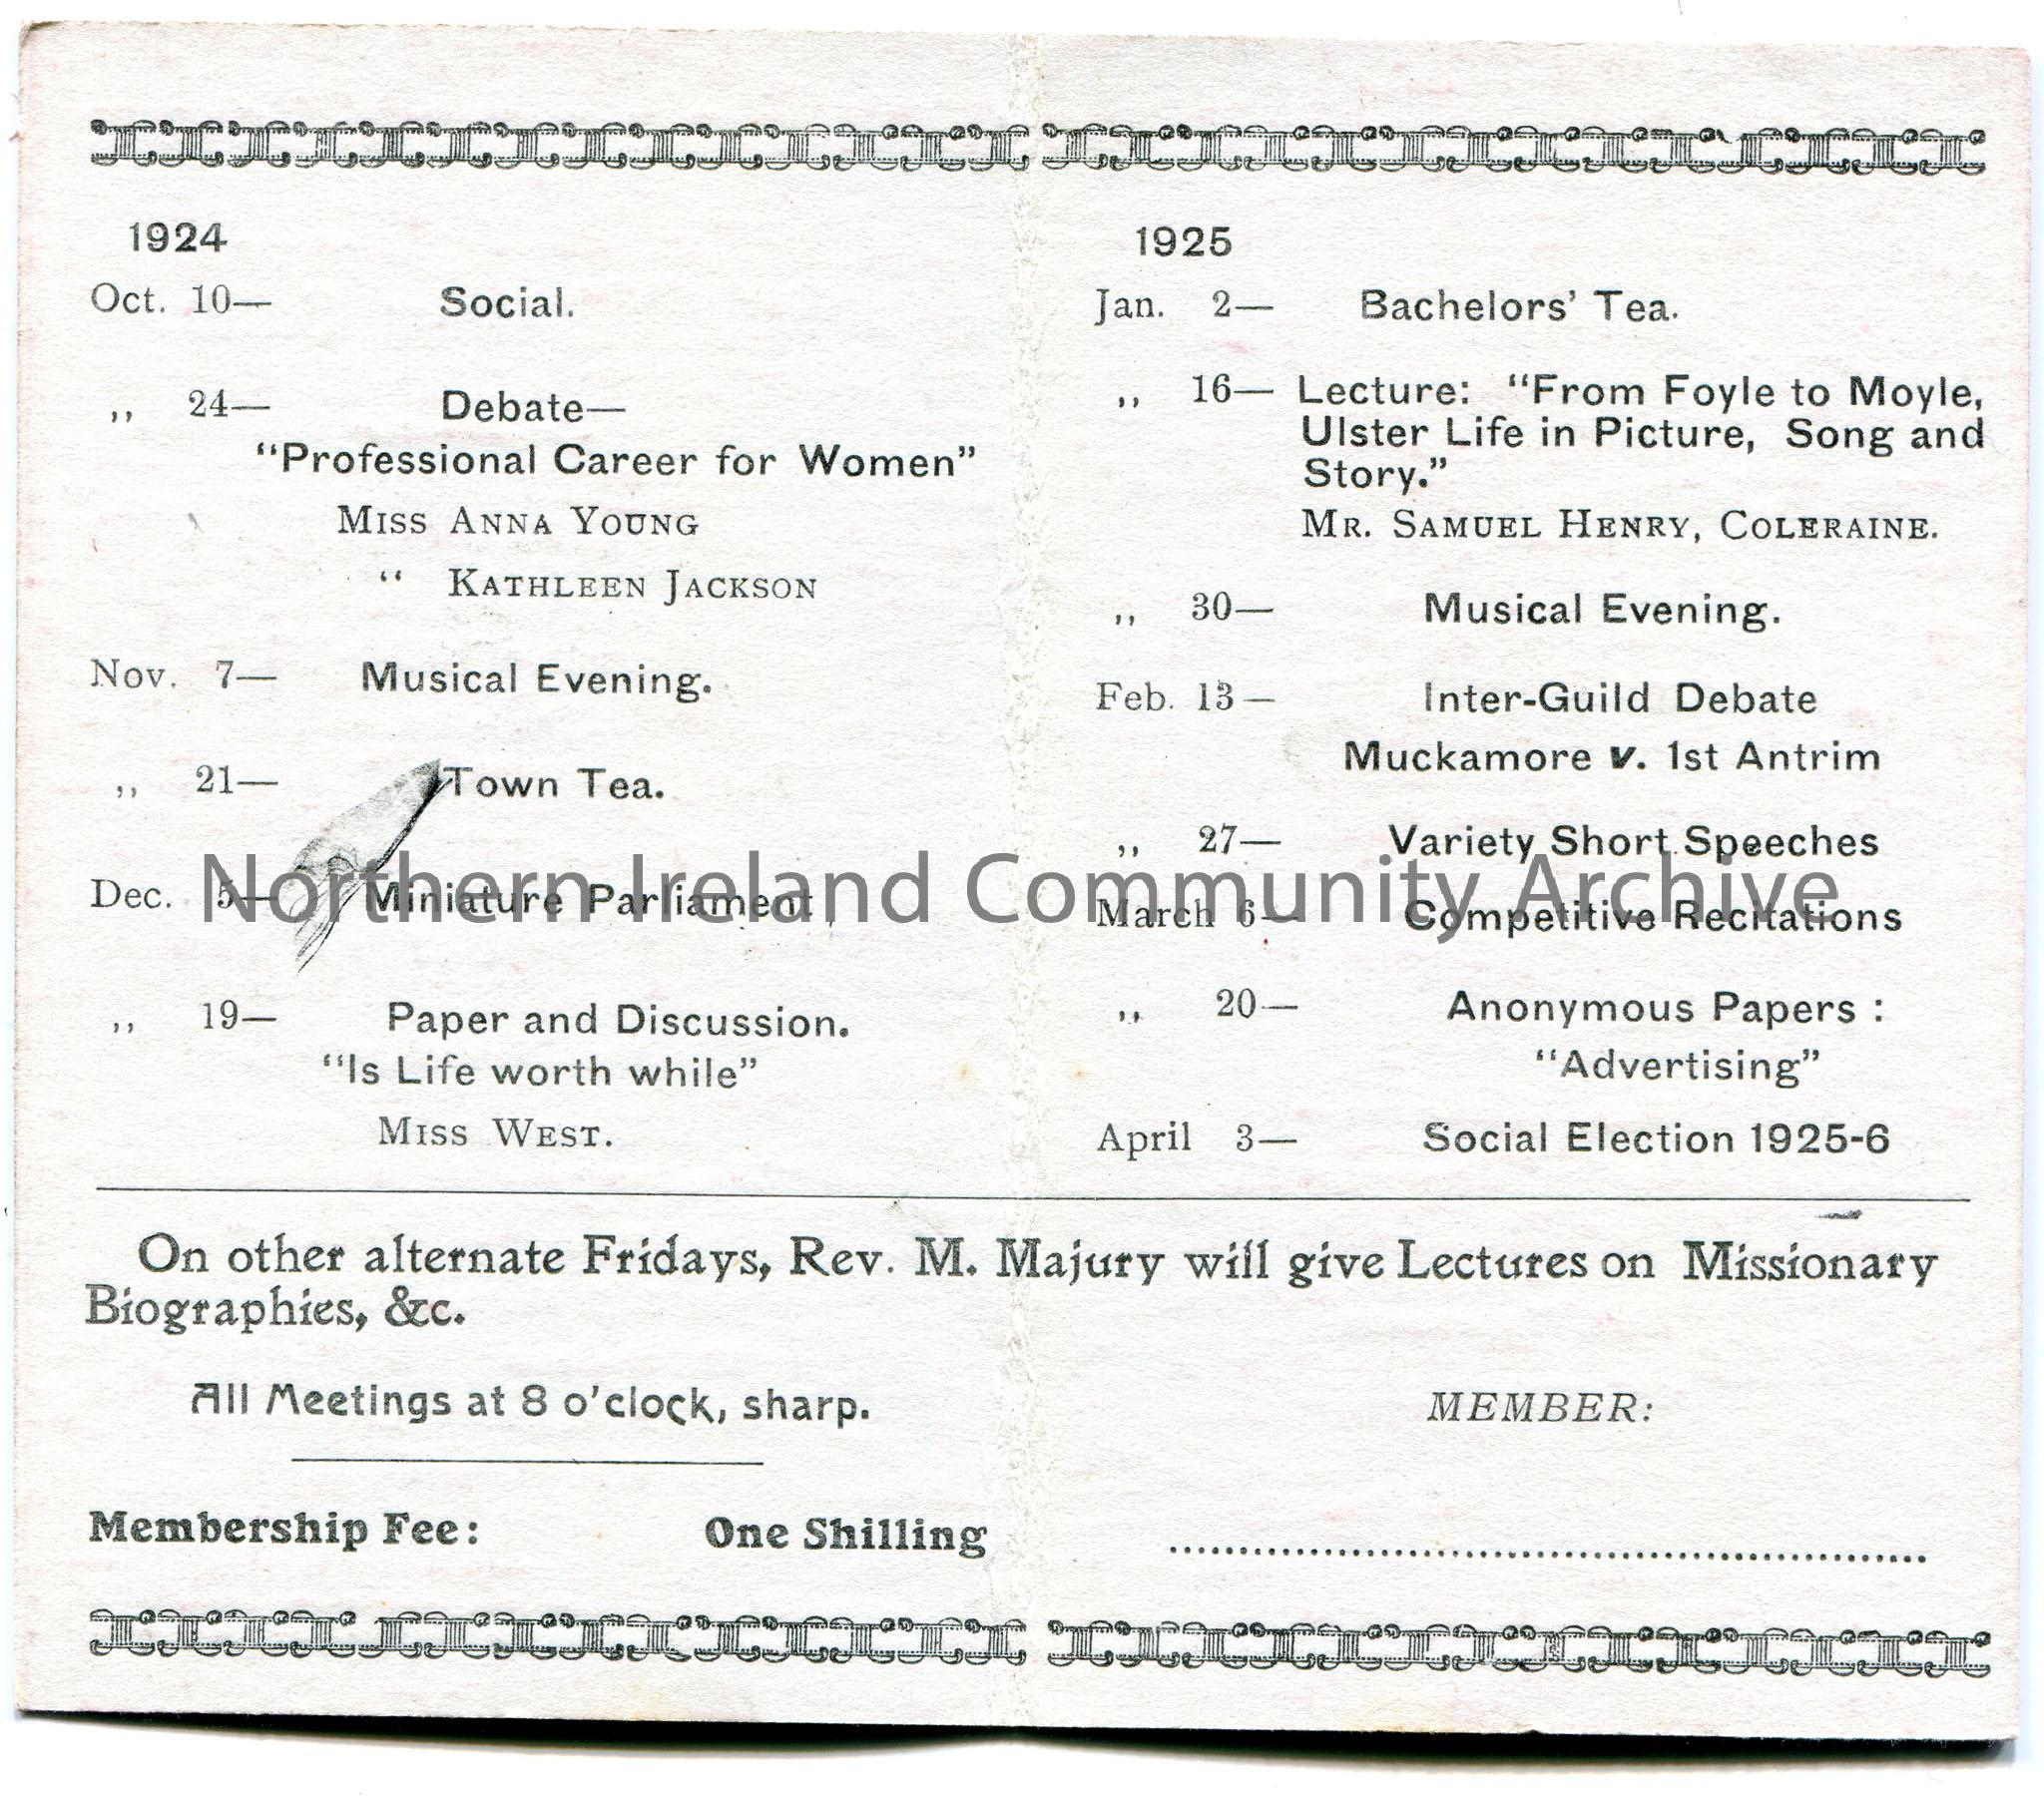 1924
Oct. 10— Social.
,, 24— Debate—
“Professional Career for Women”
Miss Anna Young
“ Kathleen Jackson
Nov. 7— Musical Evening.
,, 21— Town Tea.
Dec. 5— Miniature Parliament
,, 19— Paper and Discussion.
“Is Life worth while”
Miss West.
1925
Jan. 2— Bachelors’ Tea.
,, 16— Lecture: “From Foyle to Moyle,
Ulster Life in Picture, Song and
Story.”
Mr. Samuel Henry, Coleraine.
,, 30— Musical Evening.
Feb. 13— Inter-Guild Debate
Muckamore v. 1st Antrim
,, 27— Variety Short Speeches
March 6— Competitive Recitations
,, 20— Anonymous Papers :
“Advertising”
April 3— Social Election 1925-6
Northern Ireland Community Archive
On other alternate Fridays, Rev. M. Majury will give Lectures on Missionary
Biographies, &c.
All Meetings at 8 o’clock, sharp.
Membership Fee: One Shilling
MEMBER: